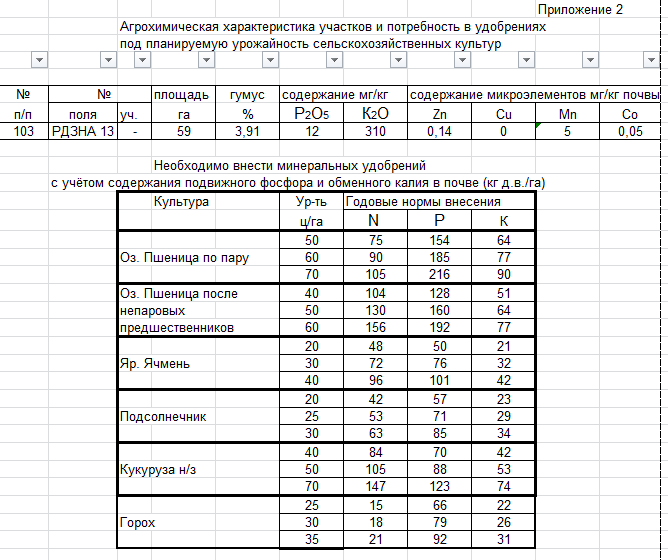 Приложение 2
Агрохимическая характеристика участков и потребность в удобрениях
под планируемую урожайность сельскохозяйственных культур
№ № площадь гумус содержание мг/кг содержание микроэлементов мг/кг почвы
п/п поля уч. га % P2O5 K2O Zn Cu Mn Co
103 РДЗНА 13 - 59 3,91 12 310 0,14 0 5 0,05
Необходимо внести минеральных удобрений
с учётом содержания подвижного фосфора и обменного калия в почве (кг д.в./га)
Культура Ур-ть Годовые нормы внесения
ц/га N P К
50 75 154 64
Оз. Пшеница по пару 60 90 185 77
70 105 216 90
Оз. Пшеница после 40 104 128 51
непаровых 50 130 160 64
предшественников 60 156 192 77
20 48 50 21
Яр. Ячмень 30 72 76 32
40 96 101 42
20 42 57 23
Подсолнечник 25 53 71 29
30 63 85 34
40 84 70 42
Кукуруза н/з 50 105 88 53
70 147 123 74
25 15 66 22
Горох 30 18 79 26
35 21 92 31